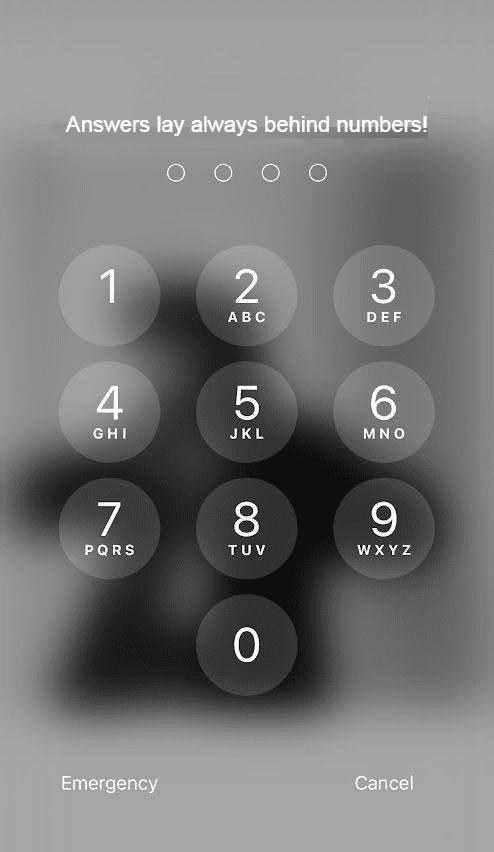 Answers lay always behind numbers!
1 2 3
ABC DEF
4 5 6
GHI JKL MNO
7 8 9
PQRS TUV WXYZ
0
Emergency Cancel